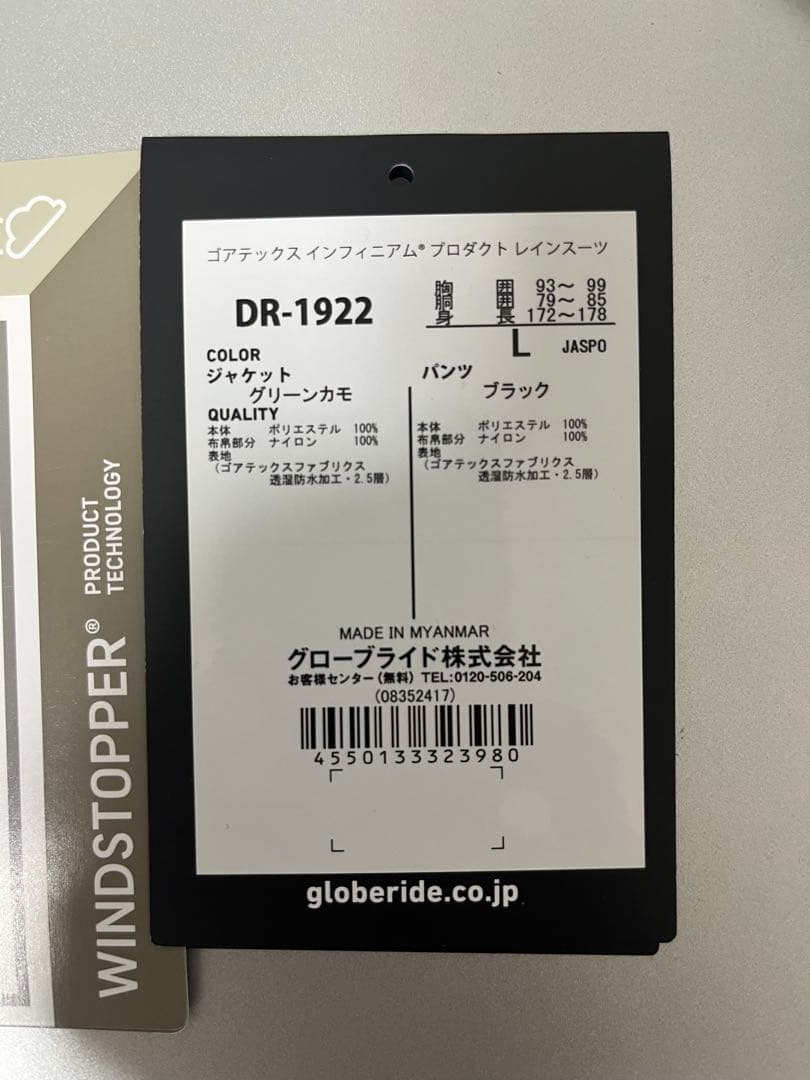 ゴアテックス インフィニアム® プロダクト レインスーツ
DR-1922
胸 囲 93～ 99
胴 囲 79～ 85
身 長 172～178
L JASPO
COLOR
ジャケット
グリーンカモ
QUALITY
本体 ポリエステル 100%
布帛部分 ナイロン 100%
表地
（ゴアテックスファブリクス
透湿防水加工・2.5層）
パンツ
ブラック
本体 ポリエステル 100%
布帛部分 ナイロン 100%
表地
（ゴアテックスファブリクス
透湿防水加工・2.5層）
MADE IN MYANMAR
グローブライド株式会社
お客様センター（無料） TEL:0120-506-204
（08352417）
4550133323980
globeride.co.jp
WINDSTOPPER®
PRODUCT
TECHNOLOGY